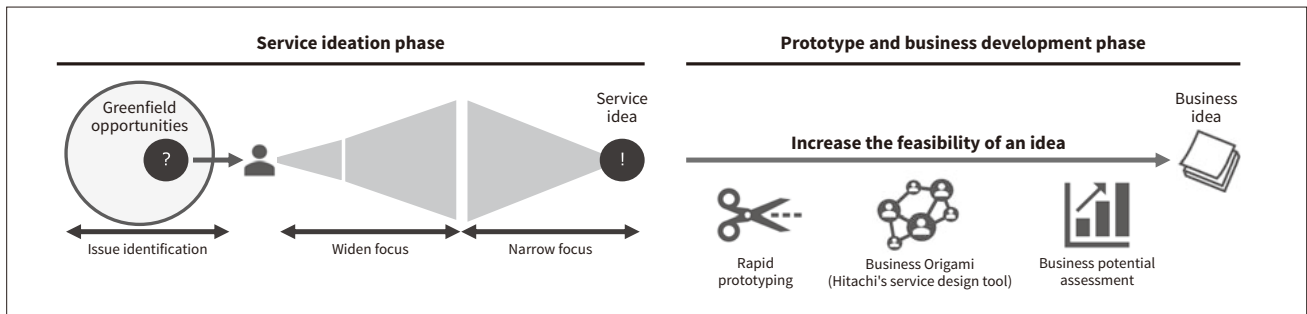 Service ideation phase
Greenfield
opportunities
?
Service
idea
!
Issue identification
Widen focus
Narrow focus
Prototype and business development phase
Business
idea
Increase the feasibility of an idea
Rapid
prototyping
Business Origami
(Hitachi's service design tool)
Business potential
assessment